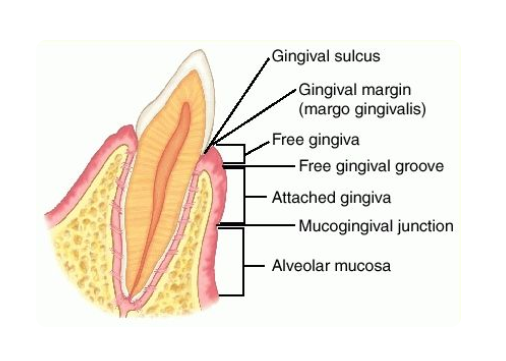 Gingival sulcus
Gingival margin
(margo gingivalis)
Free gingiva
Free gingival groove
Attached gingiva
Mucogingival junction
Alveolar mucosa